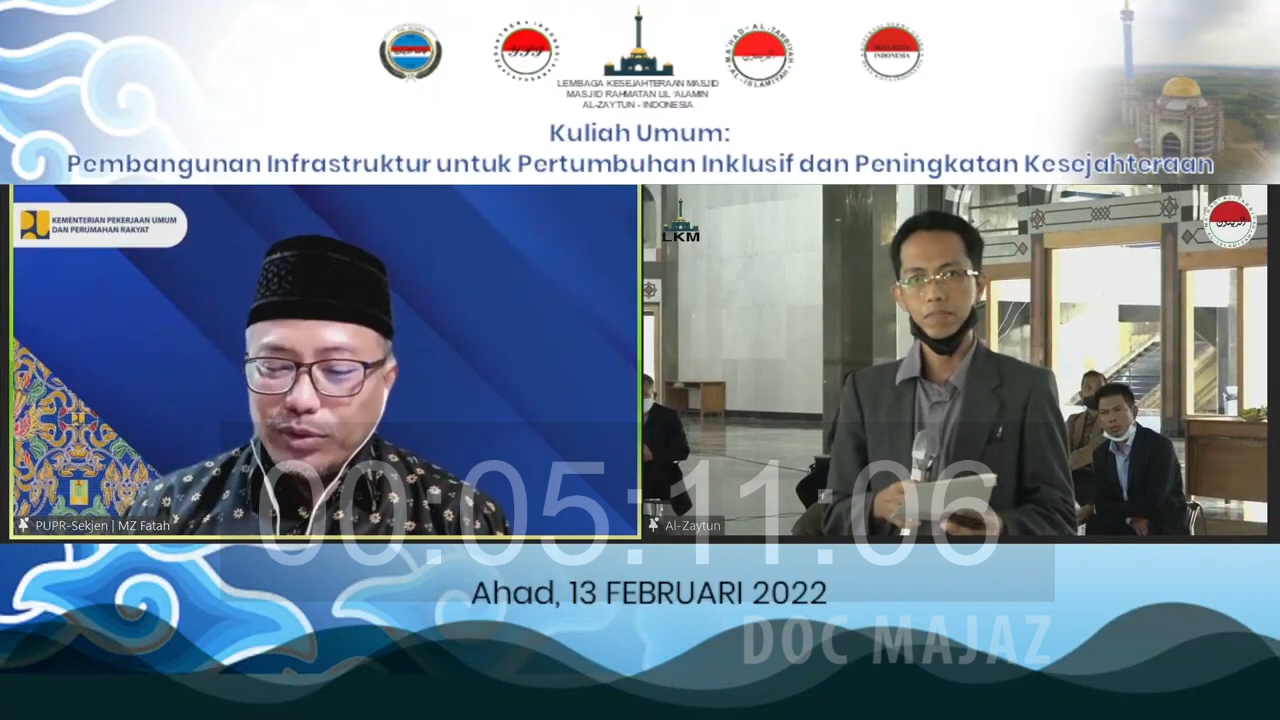 LEMBAGA KESEJAHTERAAN MASJID
MASJID RAHMATAN LIL 'ALAMIN
AL-ZAYTUN - INDONESIA
INDONESIA
Kuliah Umum:
Pembangunan Infrastruktur untuk Pertumbuhan Inklusif dan Peningkatan Kesejahteraan
KEMENTERIAN PEKERJAAN UMUM
DAN PERUMAHAN RAKYAT
LKM
PUPR-Sekjen | MZ Fatah
Al-Zaytun
00:05:11:06
Ahad, 13 FEBRUARI 2022
DOC MAJAZ